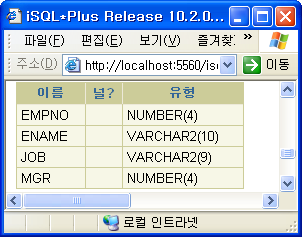 iSQL*Plus Release 10.2.0...
파일(F) 편집(E) 보기(V) 즐겨찾
주소(D) http://localhost:5560/is 이동
이름 널? 유형
EMPNO NUMBER(4)
ENAME VARCHAR2(10)
JOB VARCHAR2(9)
MGR NUMBER(4)
로컬 인트라넷